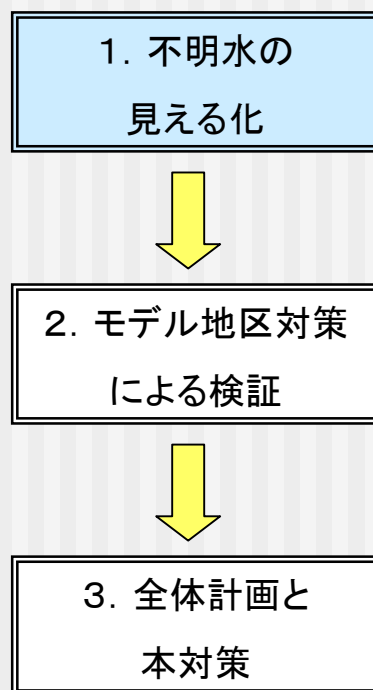 1. 不明水の
見える化
2. モデル地区対策
による検証
3. 全体計画と
本対策